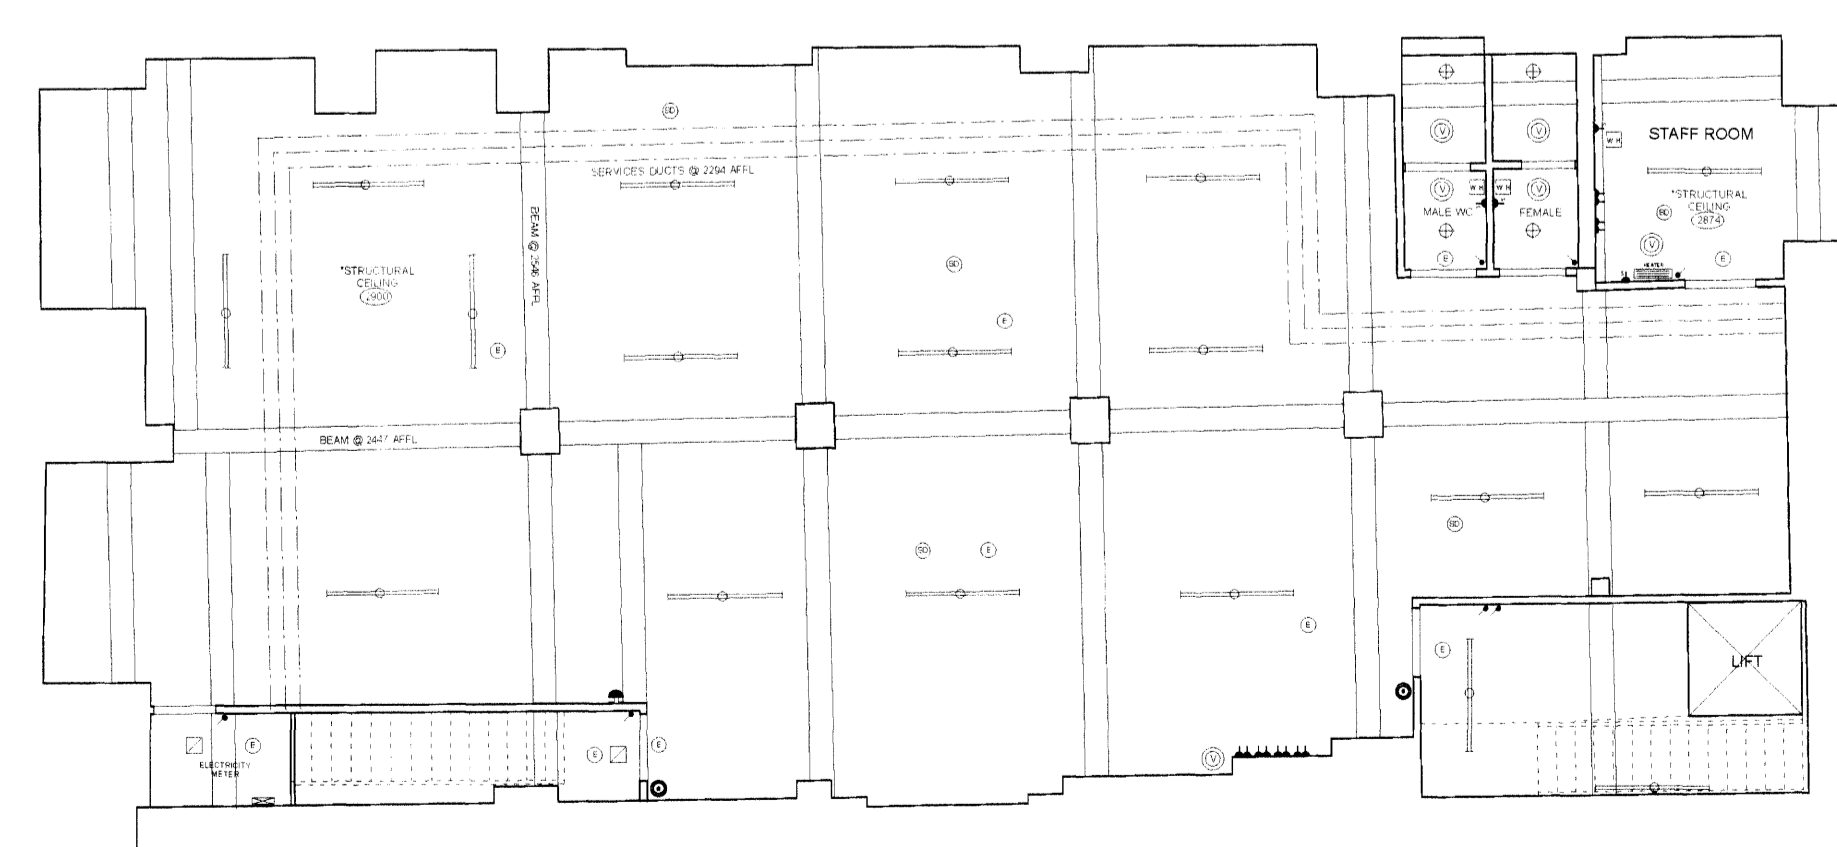 SD
STAFF ROOM
W H
SERVICES DUCTS @ 2294 AFFL
V
V
*STRUCTURAL
CEILING
2874
SD
V
V
W H
W H
MALE WC
FEMALE
BEAM @ 2546 AFFL
*STRUCTURAL
CEILING
2900
SD
E
V
E
HEATER
E
E
BEAM @ 2447 AFFL
SD
SD
E
E
E
LIFT
E
E
E
V
ELECTRICITY
METER